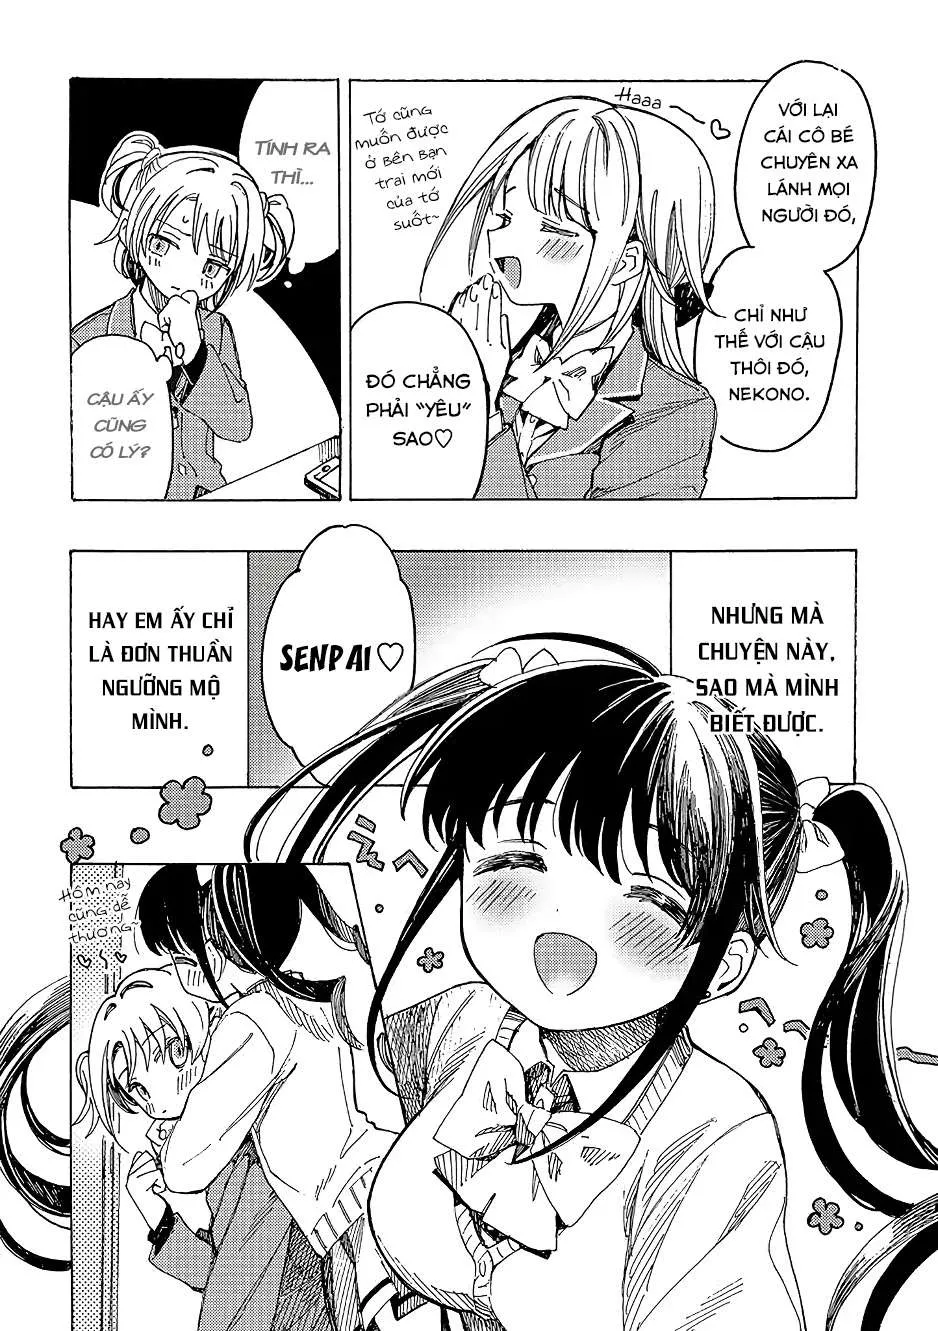 VỚI LẠI
CÁI CÔ BÉ
CHUYÊN XA
LÁNH MỌI
NGƯỜI ĐÓ,
CHỈ NHƯ
THẾ VỚI CẬU
THÔI ĐÓ,
NEKONO.
Haaa
Tớ cũng
muốn được
ở bên bạn
trai mới
của tớ
suốt~
ĐÓ CHẲNG
PHẢI "YÊU"
SAO♡
TÍNH RA
THÌ...
CẬU ẤY
CŨNG
CÓ LÝ?
NHƯNG MÀ
CHUYỆN NÀY,
SAO MÀ MÌNH
BIẾT ĐƯỢC.
SENPAI♡
HAY EM ẤY CHỈ
LÀ ĐƠN THUẦN
NGƯỠNG MỘ
MÌNH.
Hôm nay
cũng dễ
thương~